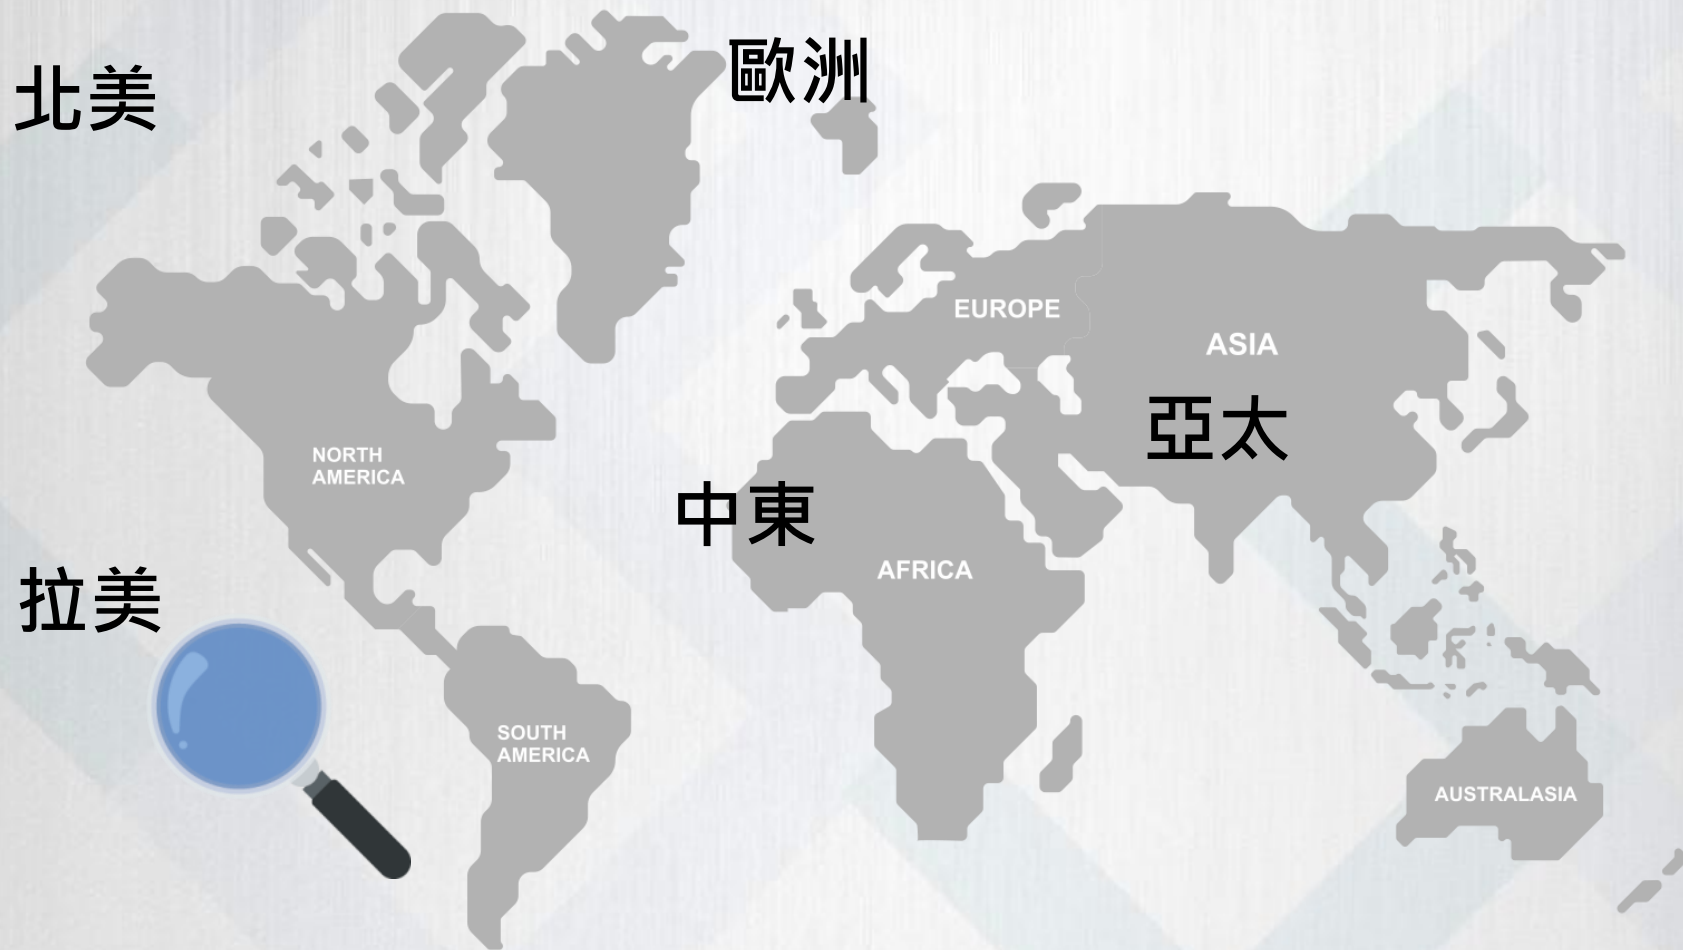 歐洲
北美
EUROPE
ASIA
亞太
NORTH
AMERICA
中東
AFRICA
拉美
SOUTH
AMERICA
AUSTRALASIA